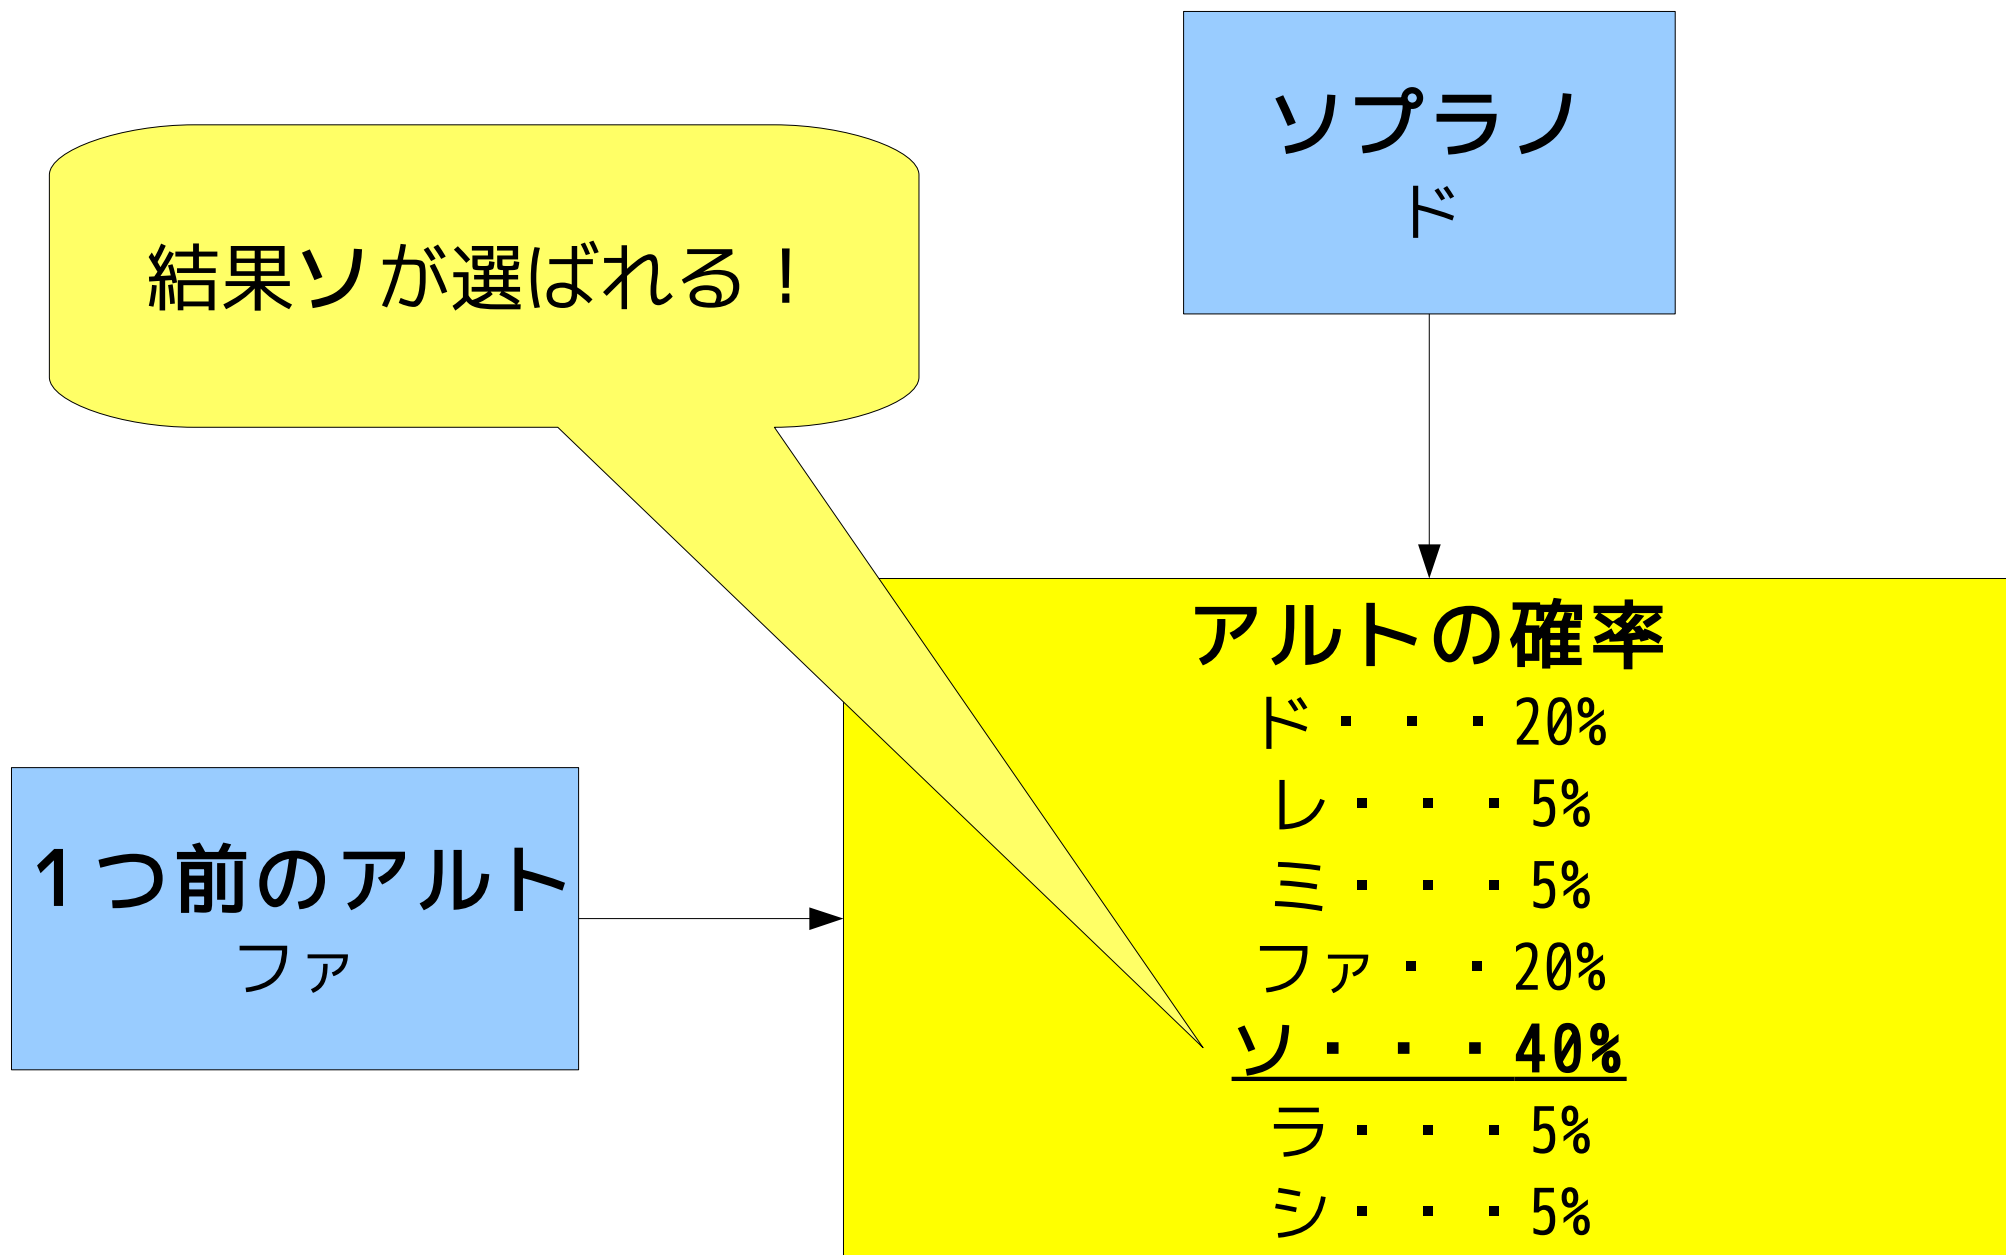 ソプラノ
ド
結果ソが選ばれる！
アルトの確率
ド・・・20%
レ・・・5%
ミ・・・5%
ファ・・20%
ソ・・・40%
ラ・・・5%
シ・・・5%
１つ前のアルト
ファ